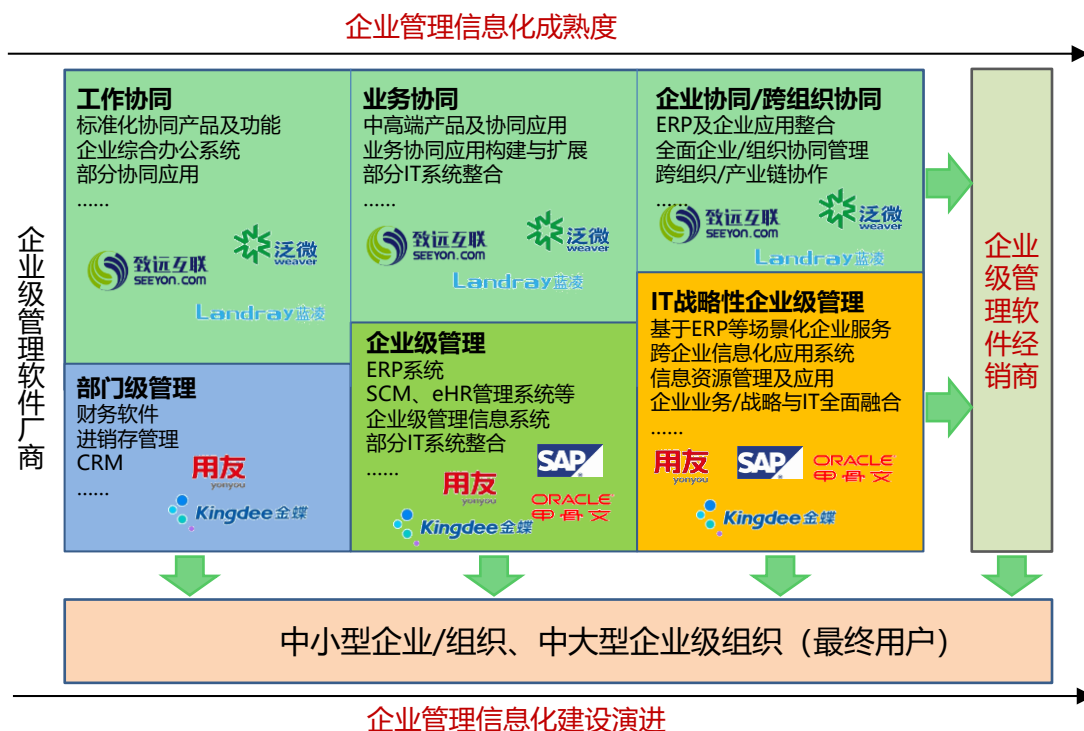 企业管理信息化成熟度
企业级管理软件厂商
工作协同
标准化协同产品及功能
企业综合办公系统
部分协同应用
......
致远互联
SEEYON.COM
泛微
weaver
Landray蓝凌
业务协同
中高端产品及协同应用
业务协同应用构建与扩展
部分IT系统整合
......
致远互联
SEEYON.COM
泛微
weaver
Landray蓝凌
企业协同/跨组织协同
ERP及企业应用整合
全面企业/组织协同管理
跨组织/产业链协作
......
致远互联
SEEYON.COM
泛微
weaver
Landray蓝凌
部门级管理
财务软件
进销存管理
CRM
......
用友
yonyou
Kingdee金蝶
企业级管理
ERP系统
SCM、eHR管理系统等
企业级管理信息系统
部分IT系统整合
......
用友
yonyou
SAP
ORACLE
甲骨文
Kingdee金蝶
IT战略性企业级管理
基于ERP等场景化企业服务
跨企业信息化应用系统
信息资源管理及应用
企业业务/战略与IT全面融合
......
用友
yonyou
SAP
ORACLE
甲骨文
Kingdee金蝶
企业级管理软件经销商
中小型企业/组织、中大型企业级组织（最终用户）
企业管理信息化建设演进